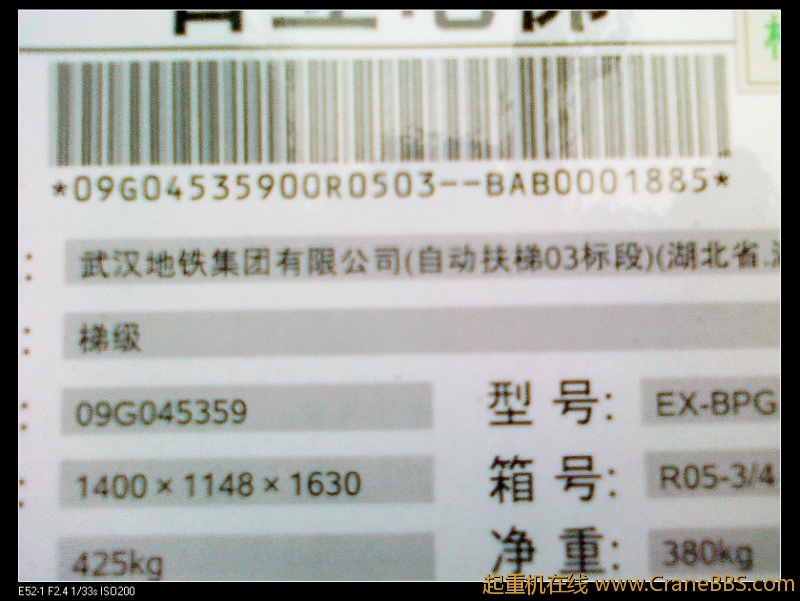 *09G04535900R0503--BAB0001885*
: 武汉地铁集团有限公司(自动扶梯03标段)(湖北省.
: 梯级
: 09G045359 型号: EX-BPG
: 1400×1148×1630 箱号: R05-3/4
425kg 净重: 380kg
起重机在线 www.CraneBBS.com
E52-1 F2.4 1/33s ISO200